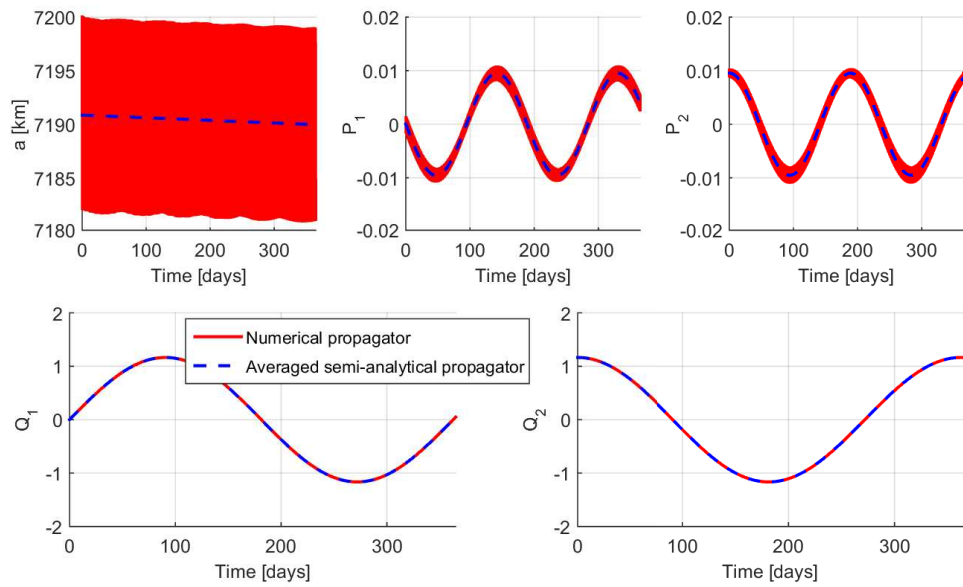 7200
7195
7190
7185
7180
a [km]
0 100 200 300
Time [days]
0.02
0.01
0
-0.01
-0.02
P1
0 100 200 300
Time [days]
0.02
0.01
0
-0.01
-0.02
P2
0 100 200 300
Time [days]
2
1
0
-1
-2
Q1
0 100 200 300
Time [days]
Numerical propagator
Averaged semi-analytical propagator
2
1
0
-1
-2
Q2
0 100 200 300
Time [days]